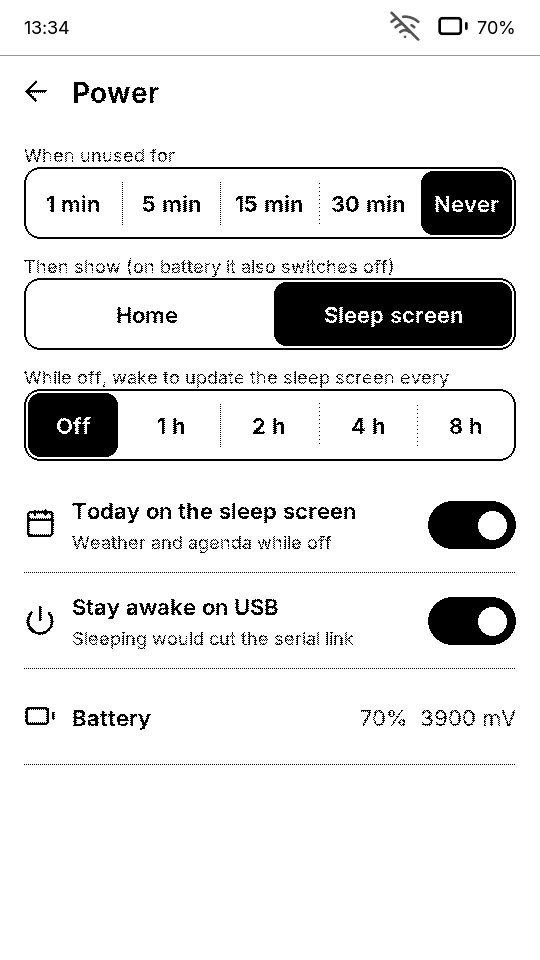 13:34 70%
Power
When unused for
1 min 5 min 15 min 30 min Never
Then show (on battery it also switches off)
Home Sleep screen
While off, wake to update the sleep screen every
Off 1 h 2 h 4 h 8 h
Today on the sleep screen
Weather and agenda while off
Stay awake on USB
Sleeping would cut the serial link
Battery 70% 3900 mV